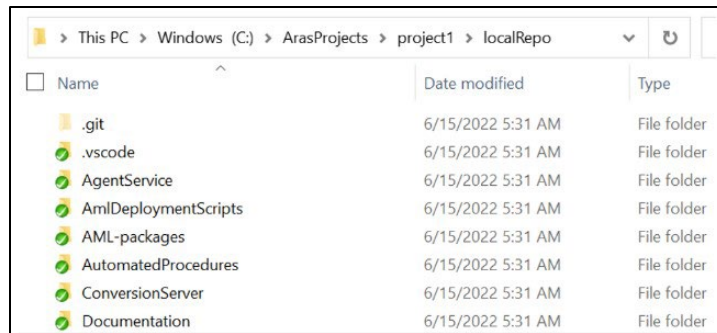 This PC > Windows (C:) > ArasProjects > project1 > localRepo
Name Date modified Type
.git 6/15/2022 5:31 AM File folder
.vscode 6/15/2022 5:31 AM File folder
AgentService 6/15/2022 5:31 AM File folder
AmlDeploymentScripts 6/15/2022 5:31 AM File folder
AML-packages 6/15/2022 5:31 AM File folder
AutomatedProcedures 6/15/2022 5:31 AM File folder
ConversionServer 6/15/2022 5:31 AM File folder
Documentation 6/15/2022 5:31 AM File folder